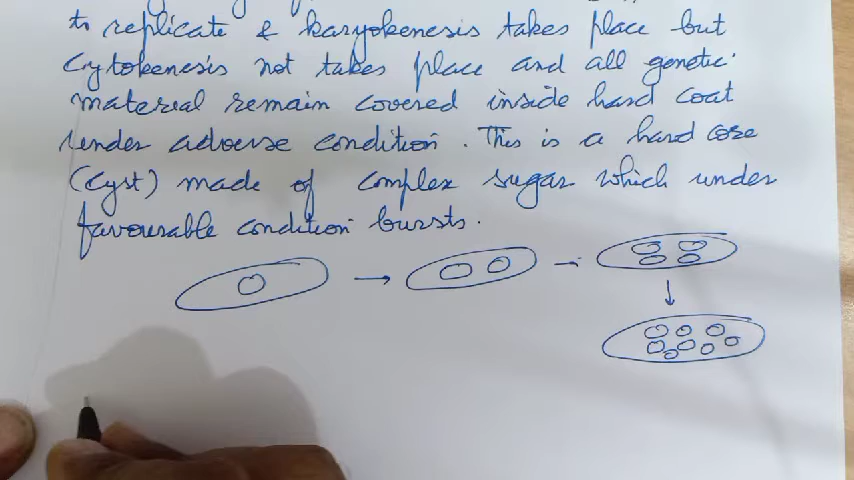 to replicate & karyokenesis takes place but
Cytokenesis not takes place and all genetic
material remain covered inside hard coat
under adverse condition. This is a hard core
(Cyst) made of complex sugar which under
favourable condition bursts.